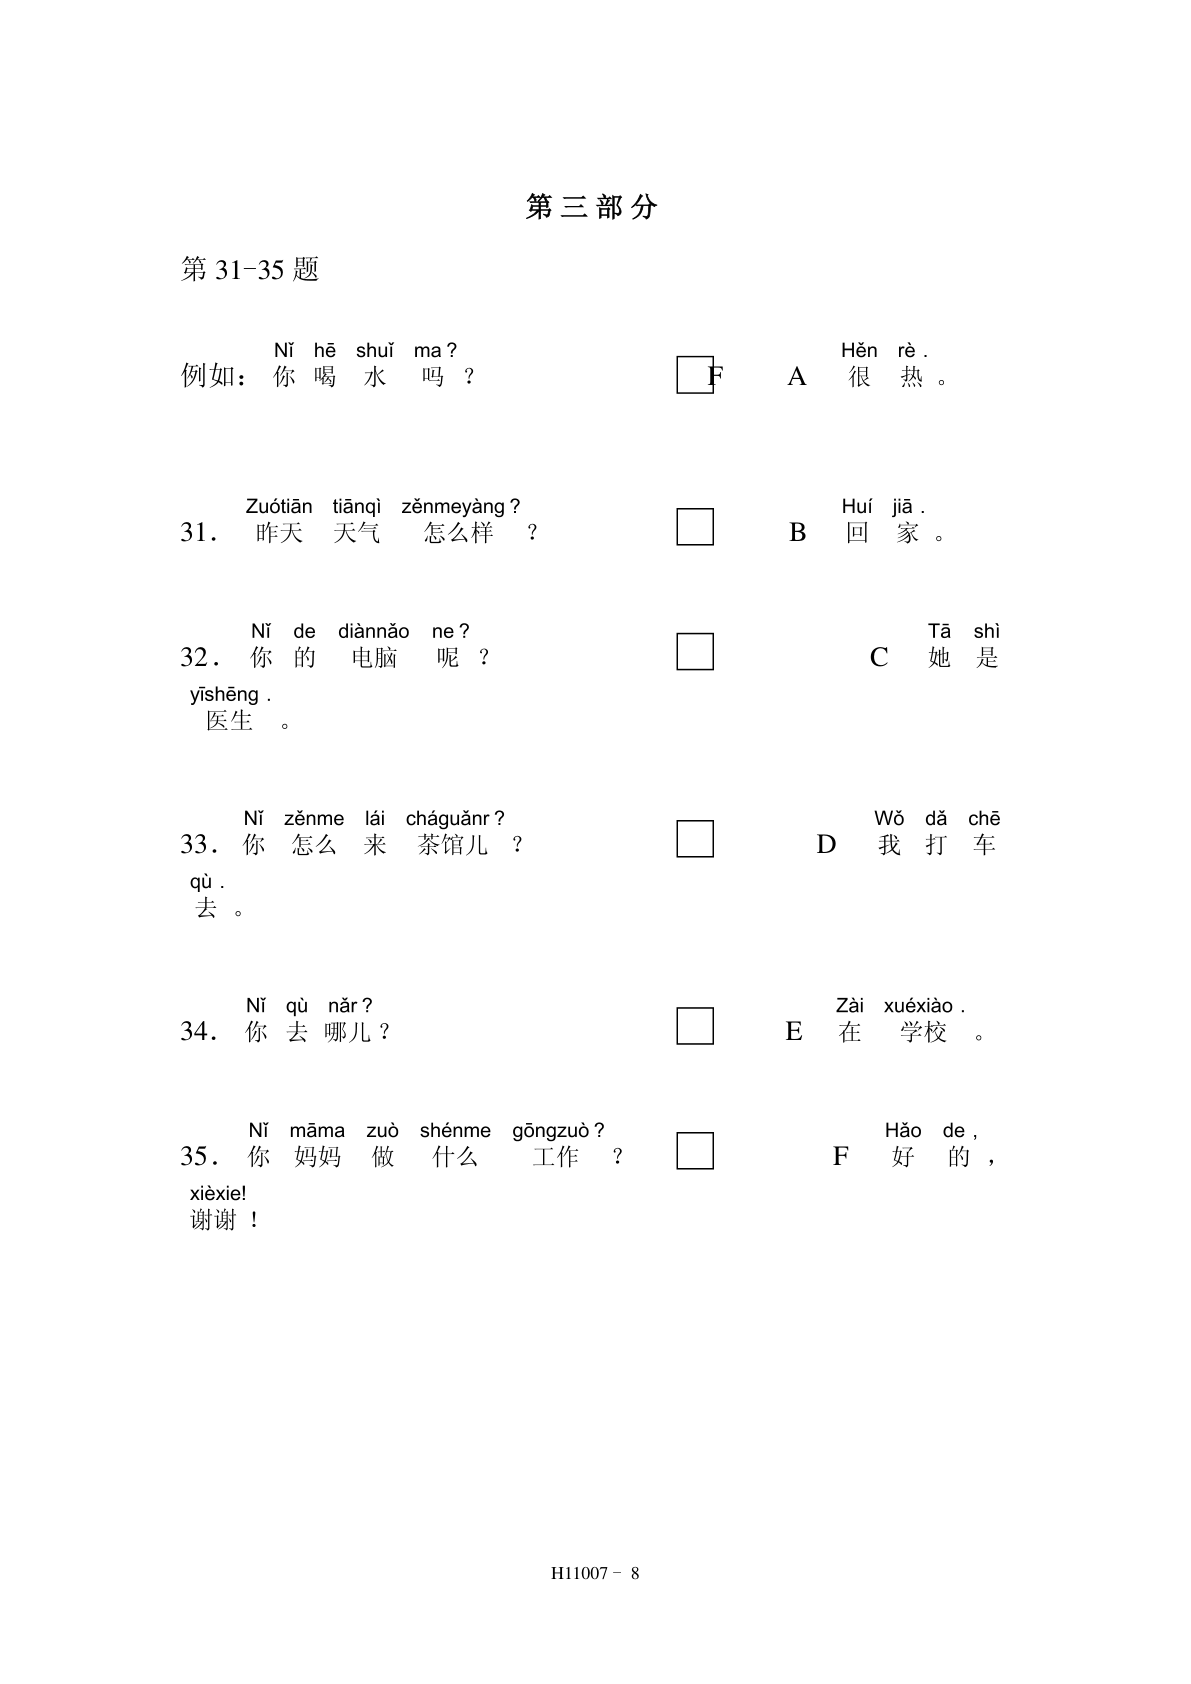 第三部分
第 31-35 题
Nǐ hē shuǐ ma？ Hěn rè．
例如： 你 喝 水 吗 ？ F A 很 热 。
Zuótiān tiānqì zěnmeyàng？ Huí jiā．
31． 昨天 天气 怎么样 ？ B 回 家 。
Nǐ de diànnǎo ne？ Tā shì
32． 你 的 电脑 呢 ？ C 她 是
yīshēng．
医生 。
Nǐ zěnme lái cháguǎnr？ Wǒ dǎ chē
33． 你 怎么 来 茶馆儿 ？ D 我 打 车
qù．
去 。
Nǐ qù nǎr？ Zài xuéxiào．
34． 你 去 哪儿？ E 在 学校 。
Nǐ māma zuò shénme gōngzuò？ Hǎo de，
35． 你 妈妈 做 什么 工作 ？ F 好 的 ，
xièxie!
谢谢 ！
H11007－ 8